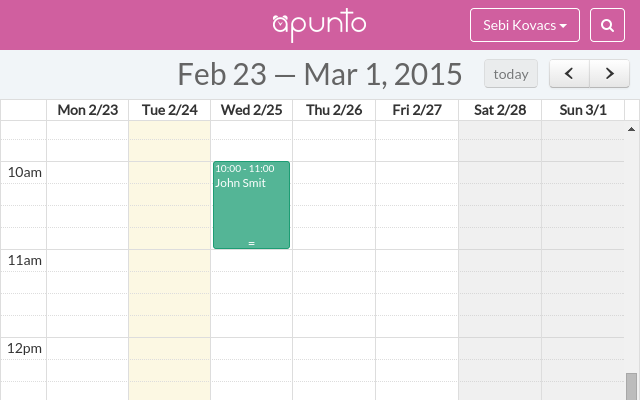 apunto
Sebi Kovacs
Feb 23 — Mar 1, 2015
today
Mon 2/23 Tue 2/24 Wed 2/25 Thu 2/26 Fri 2/27 Sat 2/28 Sun 3/1
10am
10:00 - 11:00
John Smit
11am
12pm